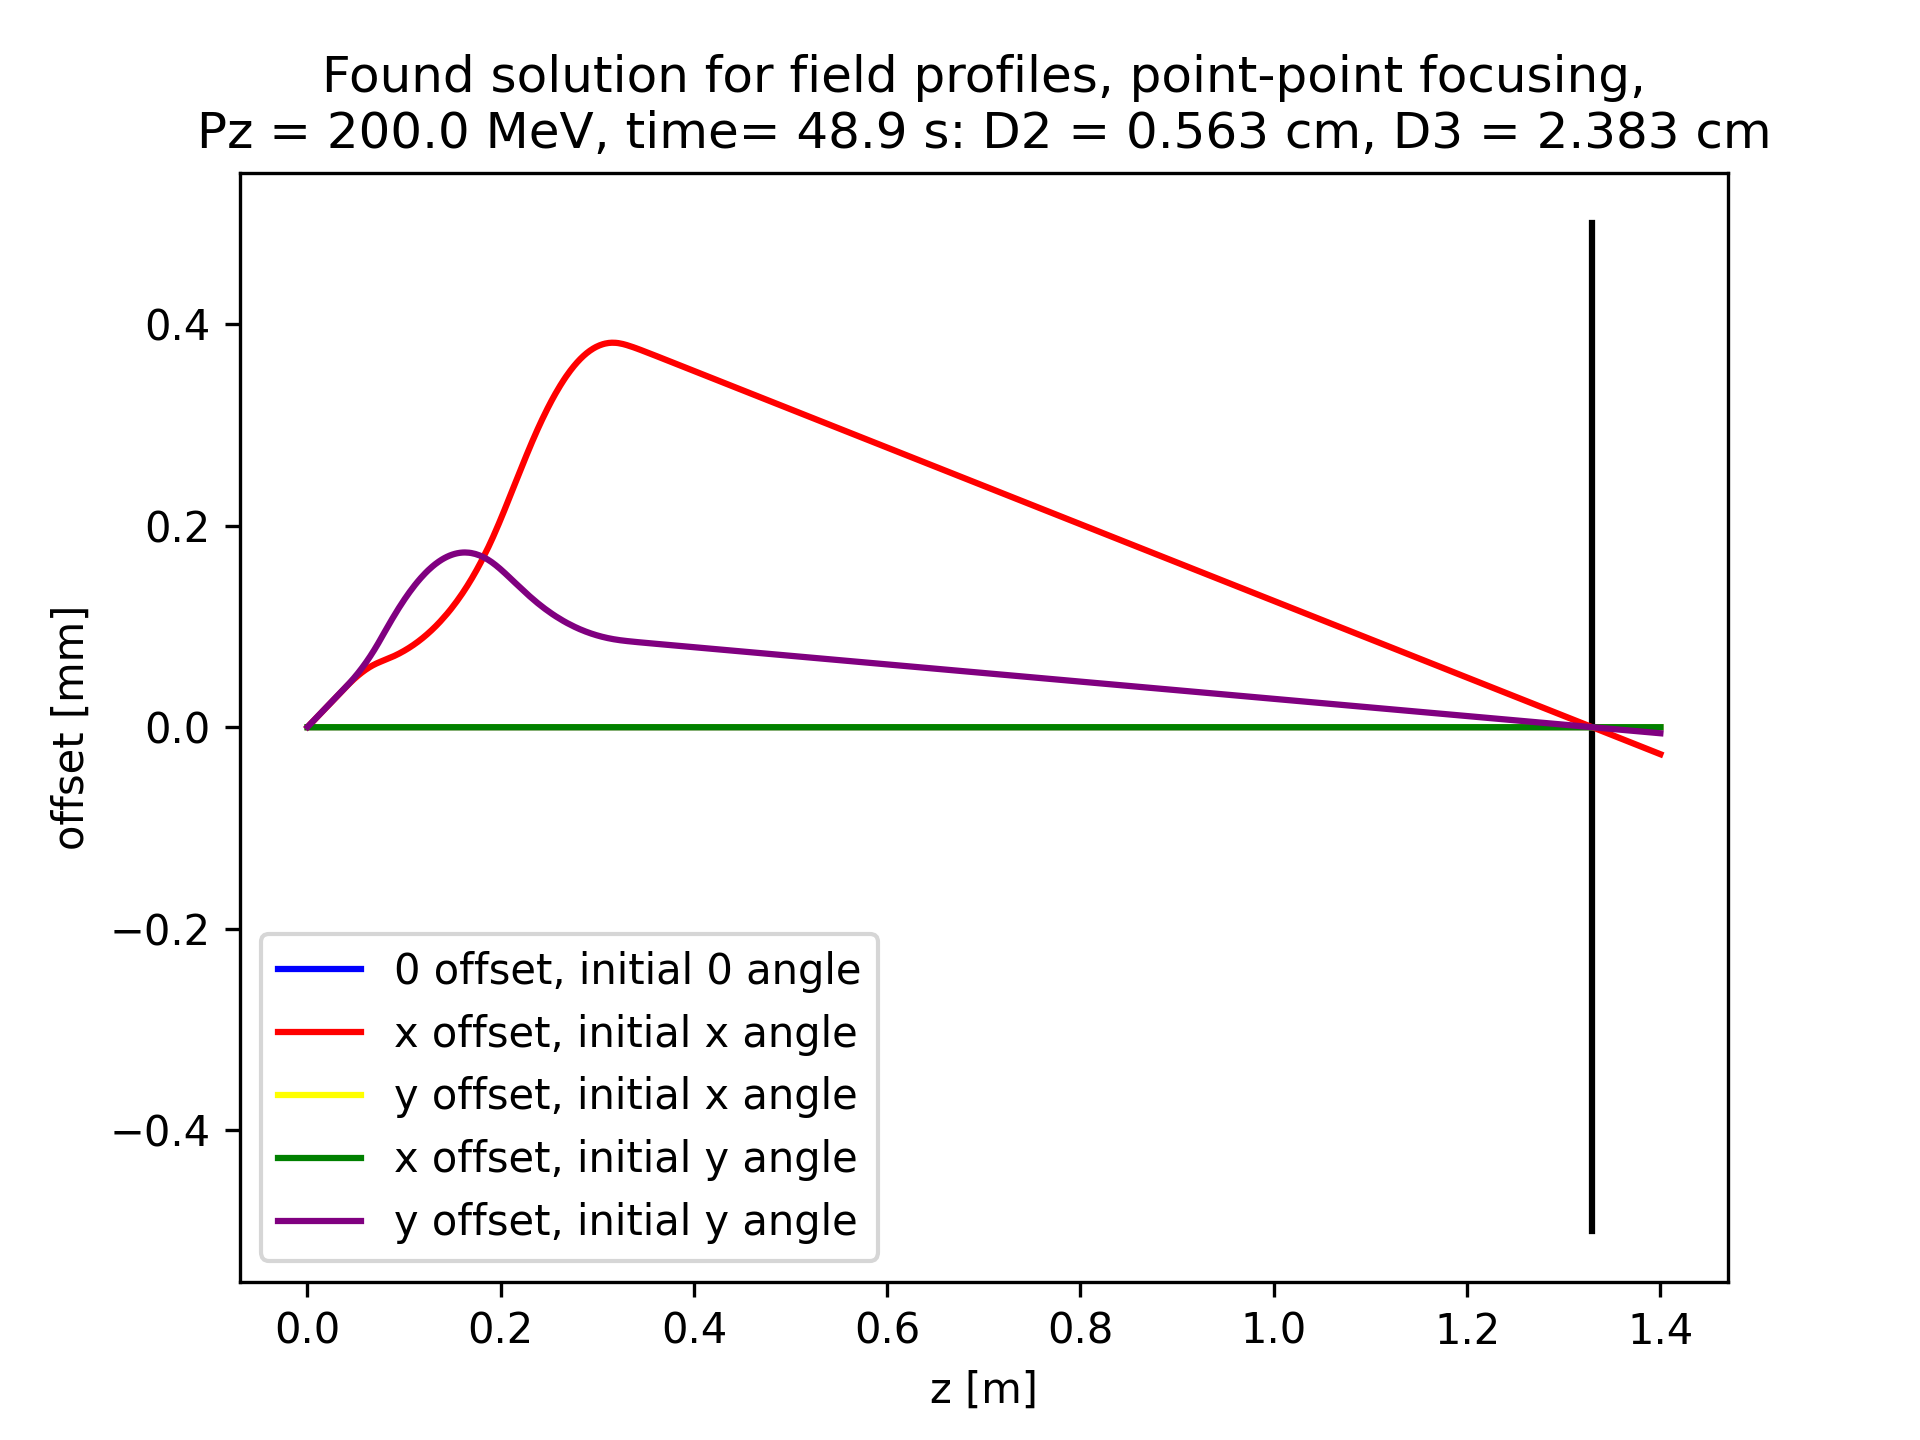 Found solution for field profiles, point-point focusing,
Pz = 200.0 MeV, time= 48.9 s: D2 = 0.563 cm, D3 = 2.383 cm
offset [mm]
0.4
0.2
0.0
−0.2
−0.4
0 offset, initial 0 angle
x offset, initial x angle
y offset, initial x angle
x offset, initial y angle
y offset, initial y angle
0.0 0.2 0.4 0.6 0.8 1.0 1.2 1.4
z [m]